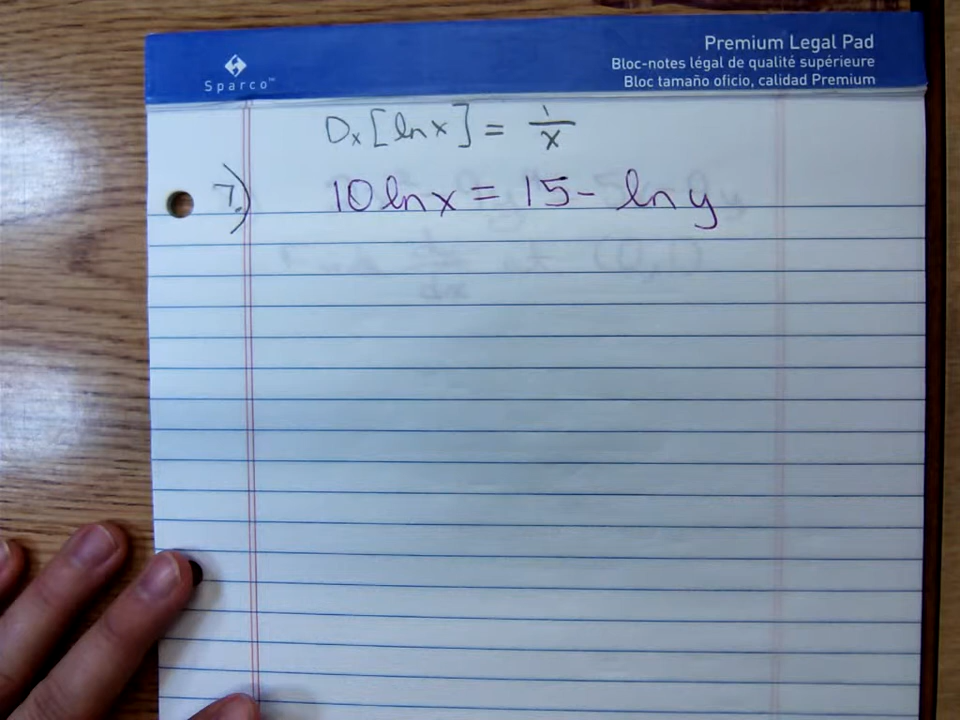 Premium Legal Pad
Bloc-notes légal de qualité supérieure
Bloc tamaño oficio, calidad Premium
Sparco™
Dₓ[ln x] = 1/x
7.) 10 ln x = 15 - ln y